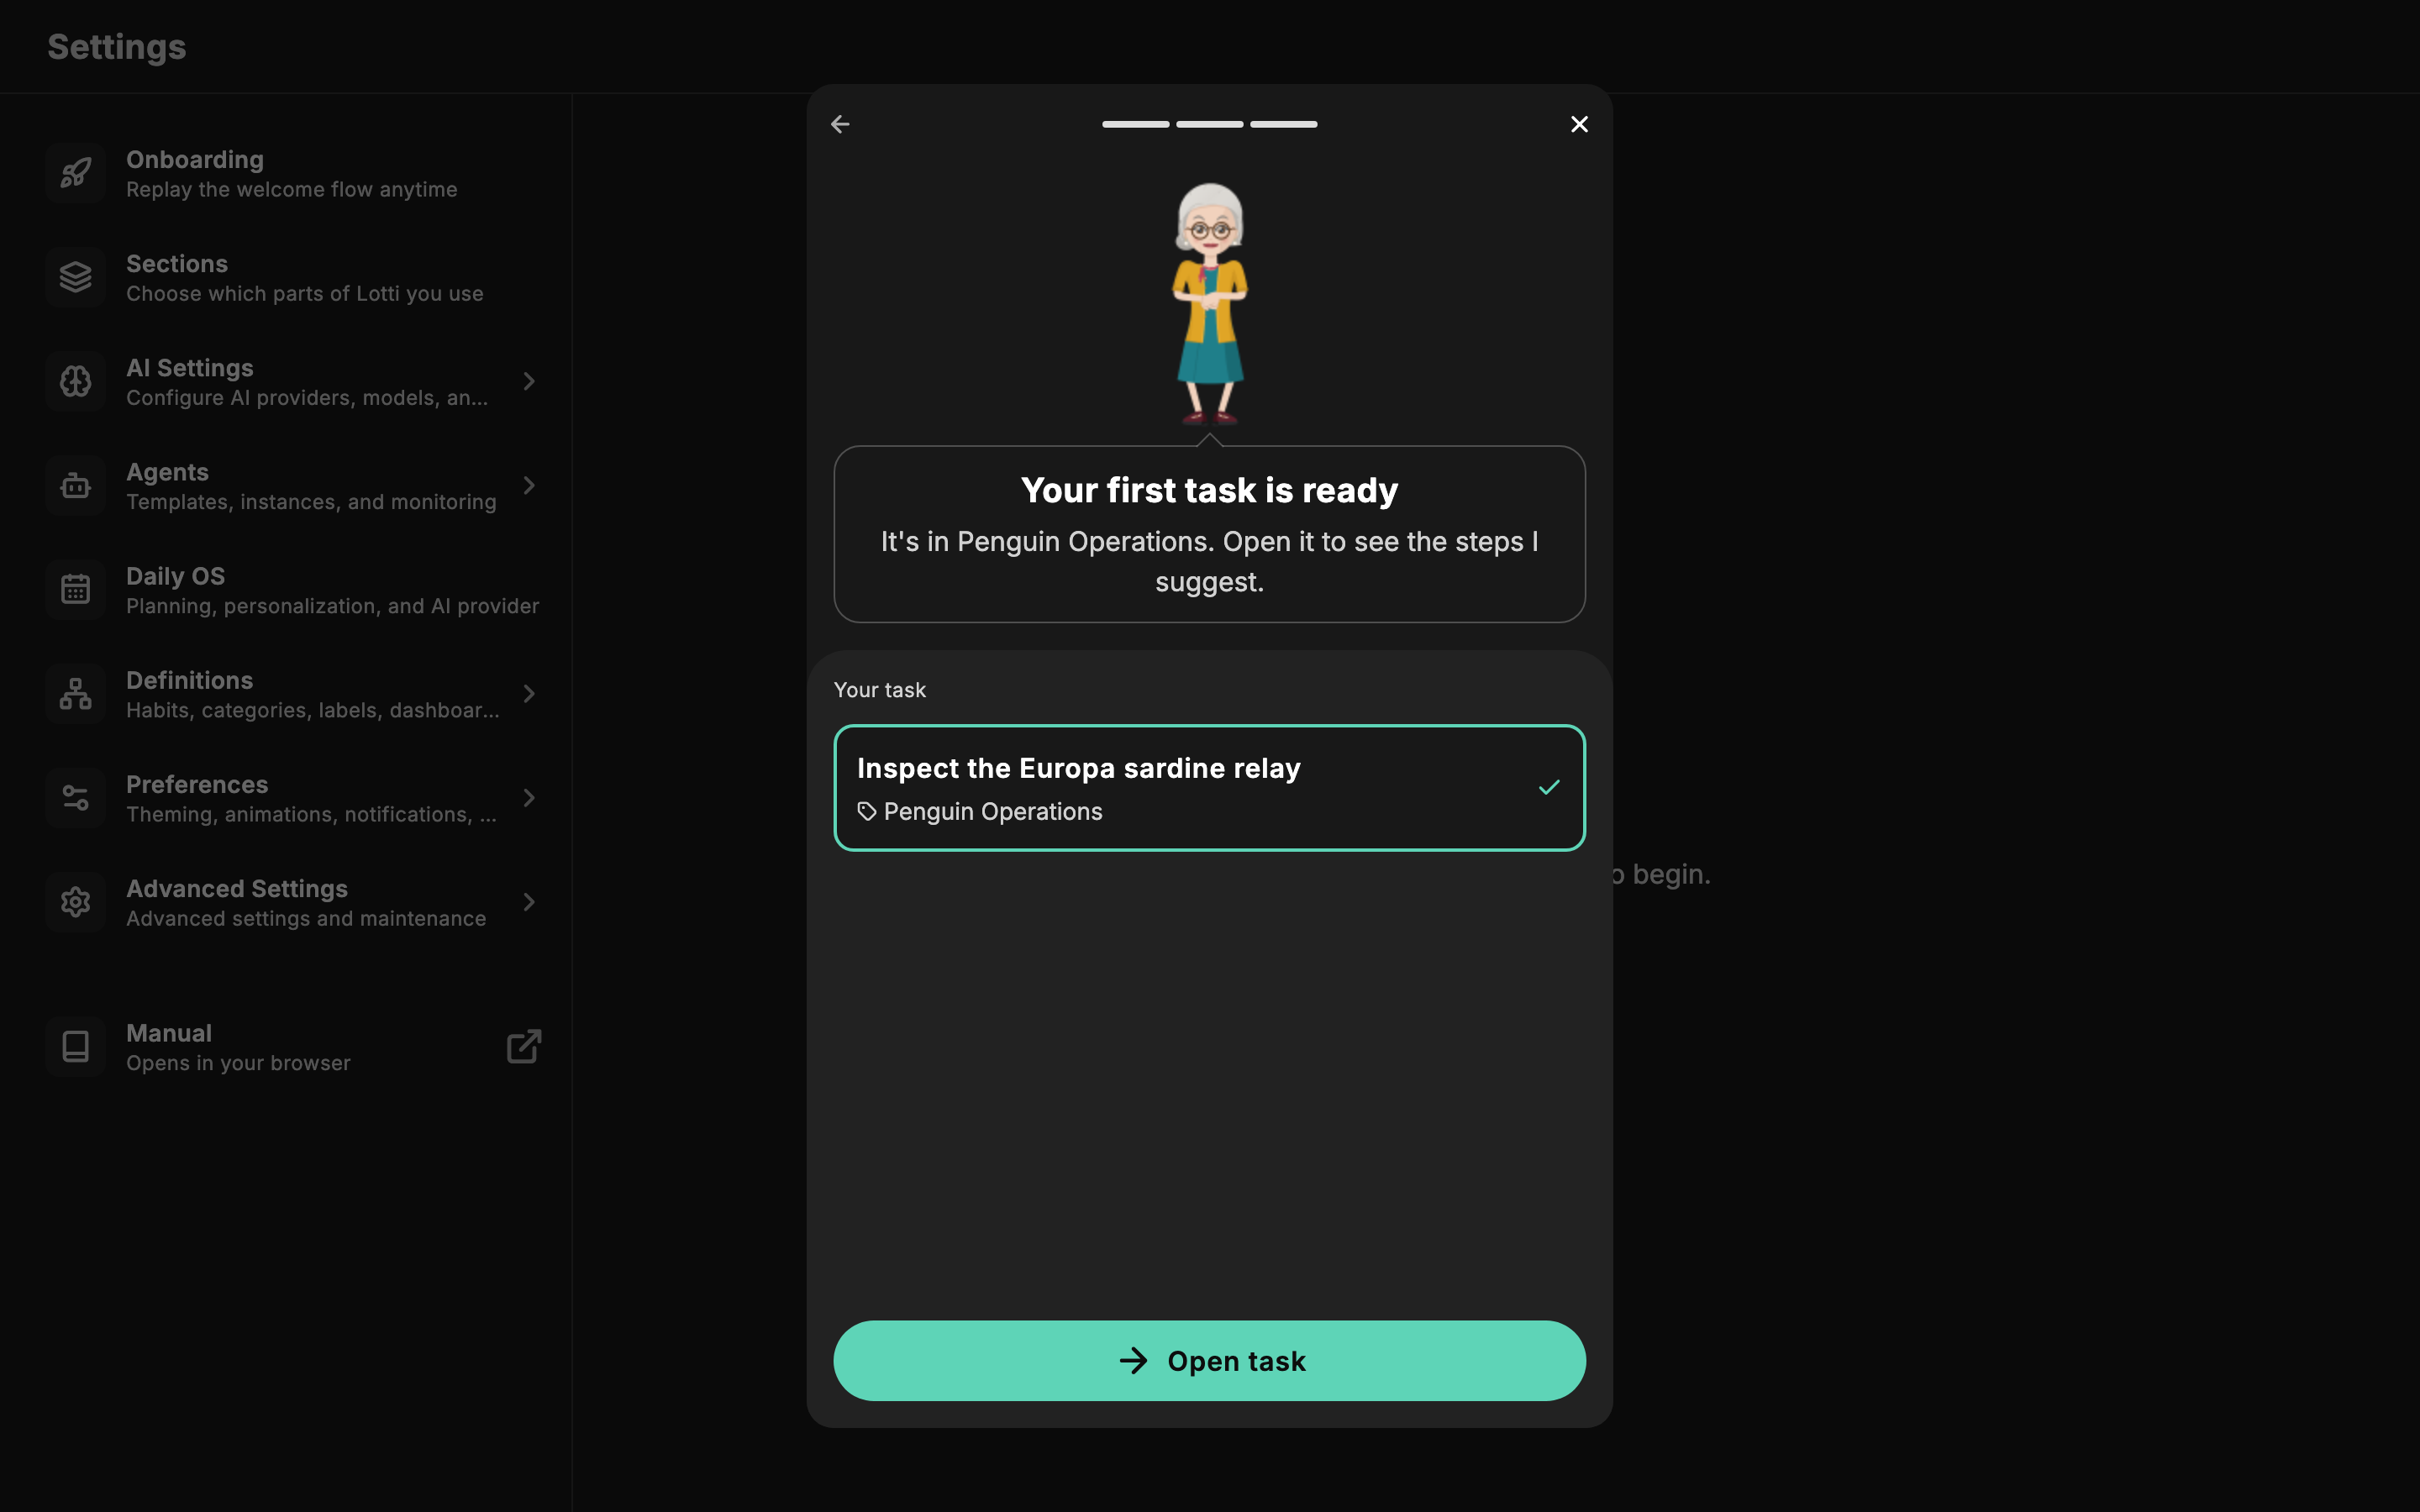 Settings
Onboarding
Replay the welcome flow anytime
Sections
Choose which parts of Lotti you use
AI Settings
Configure AI providers, models, an...
Agents
Templates, instances, and monitoring
Daily OS
Planning, personalization, and AI provider
Definitions
Habits, categories, labels, dashboar...
Preferences
Theming, animations, notifications, ...
Advanced Settings
Advanced settings and maintenance
Manual
Opens in your browser
Your first task is ready
It's in Penguin Operations. Open it to see the steps I
suggest.
Your task
Inspect the Europa sardine relay
Penguin Operations
o begin.
Open task